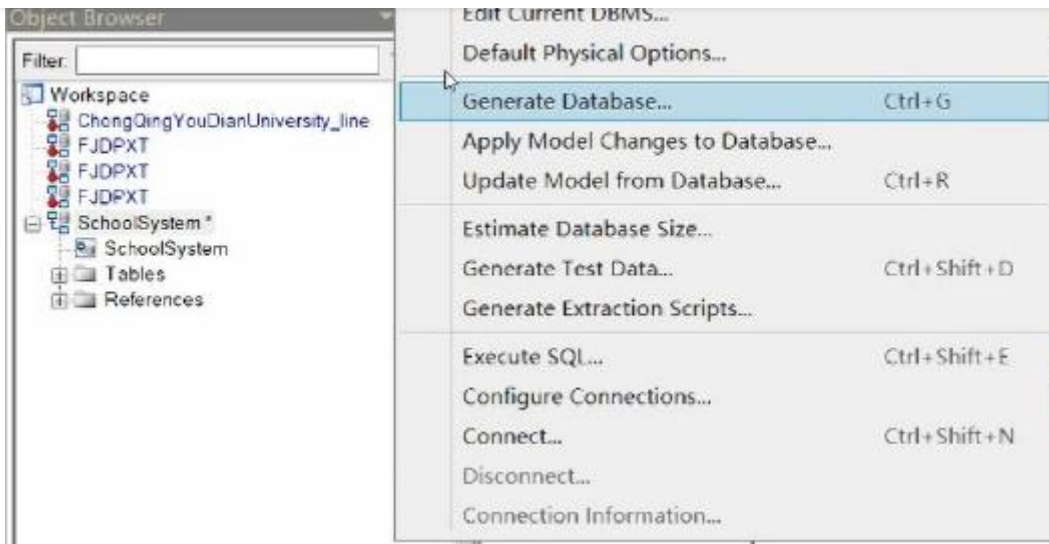 Object Browser
Filter:
Workspace
ChongQingYouDianUniversity_line
FJDPXT
FJDPXT
FJDPXT
SchoolSystem *
SchoolSystem
Tables
References
Edit Current DBMS...
Default Physical Options...
Generate Database... Ctrl+G
Apply Model Changes to Database...
Update Model from Database... Ctrl+R
Estimate Database Size...
Generate Test Data... Ctrl+Shift+D
Generate Extraction Scripts...
Execute SQL... Ctrl+Shift+E
Configure Connections...
Connect... Ctrl+Shift+N
Disconnect...
Connection Information...